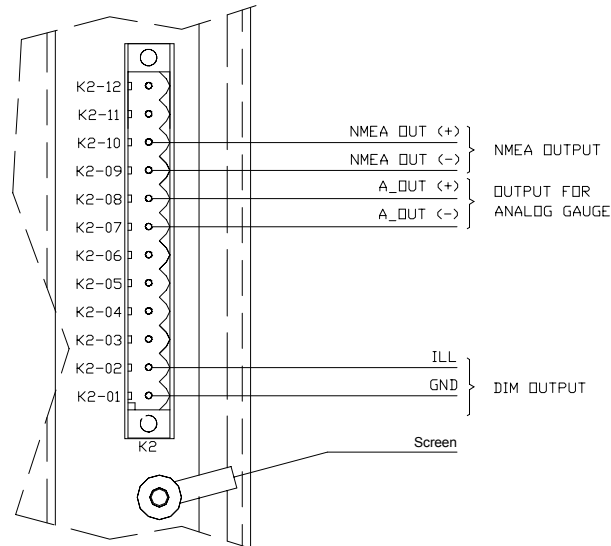 K2-12
K2-11
K2-10
K2-09
K2-08
K2-07
K2-06
K2-05
K2-04
K2-03
K2-02
K2-01
K2
NMEA OUT (+)
NMEA OUT (-)
NMEA OUTPUT
A_OUT (+)
A_OUT (-)
OUTPUT FOR
ANALOG GAUGE
ILL
GND
DIM OUTPUT
Screen